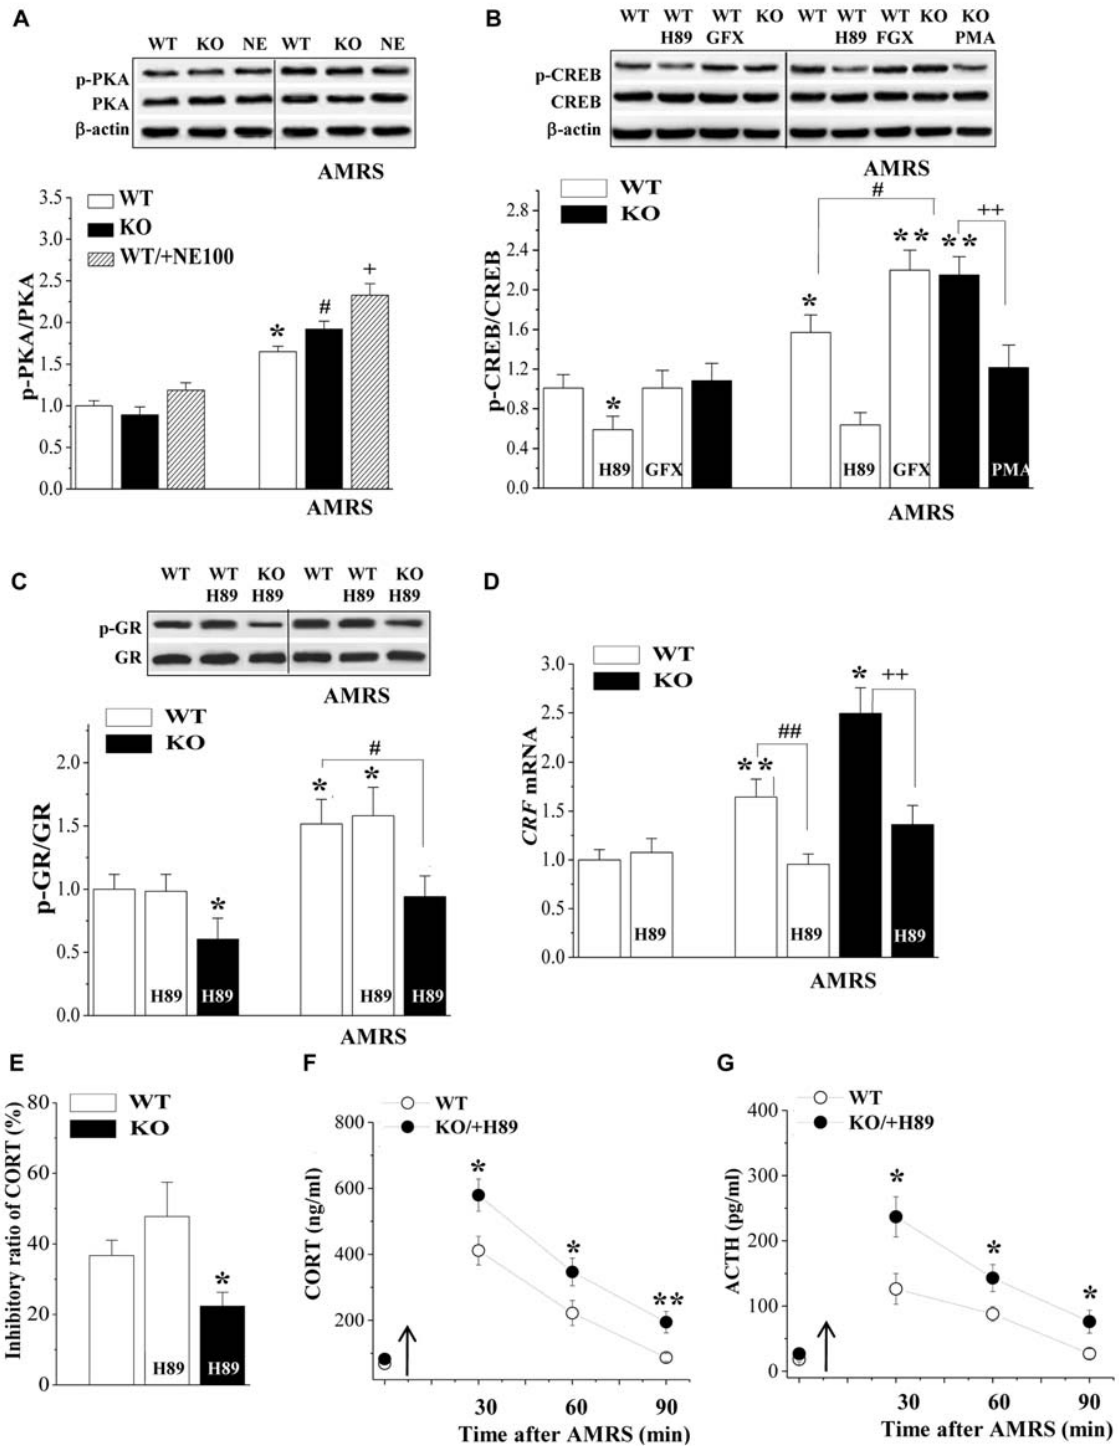 A
WT KO NE WT KO NE
p-PKA
PKA
β-actin
AMRS
WT
KO
WT/+NE100
3.5
3.0
2.5
2.0
1.5
1.0
0.5
0.0
p-PKA/PKA
*
#
+
AMRS
B
WT WT WT KO WT WT WT KO KO
H89 GFX H89 FGX PMA
p-CREB
CREB
β-actin
AMRS
WT
KO
2.8
2.4
2.0
1.6
1.2
0.8
0.4
0.0
p-CREB/CREB
#
++
* * * *
*
*
H89 GFX H89 GFX PMA
AMRS
C
WT WT KO WT WT KO
H89 H89 H89 H89
p-GR
GR
AMRS
WT
KO
2.0
1.5
1.0
0.5
0.0
p-GR/GR
#
* *
*
H89 H89 H89 H89
AMRS
D
WT
KO
3.0
2.5
2.0
1.5
1.0
0.5
0.0
CRF mRNA
* ++
##
* *
H89 H89 H89
AMRS
E
WT
KO
80
60
40
20
0
Inhibitory ratio of CORT (%)
*
H89 H89
F
WT
KO/+H89
800
600
400
200
CORT (ng/ml)
*
*
**
30 60 90
Time after AMRS (min)
G
WT
KO/+H89
400
300
200
100
0
ACTH (pg/ml)
*
*
*
30 60 90
Time after AMRS (min)